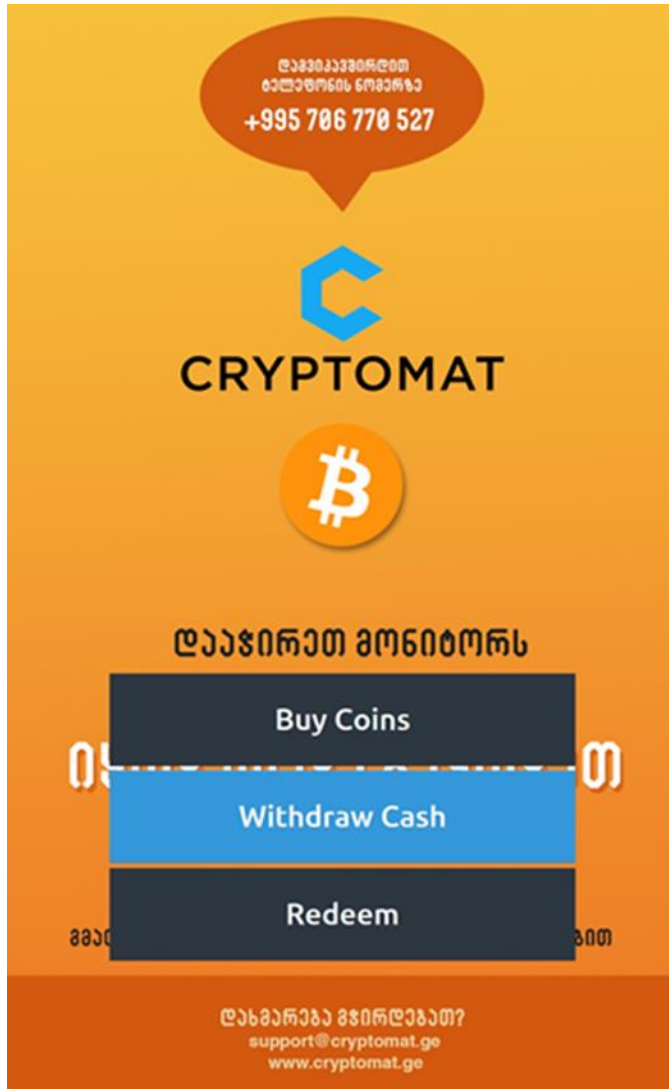 დაგვიკავშირდით
ტელეფონის ნომერზე
+995 706 770 527
CRYPTOMAT
დააჭირეთ მონიტორს
Buy Coins
Withdraw Cash
Redeem
დახმარება გჭირდებათ?
support@cryptomat.ge
www.cryptomat.ge